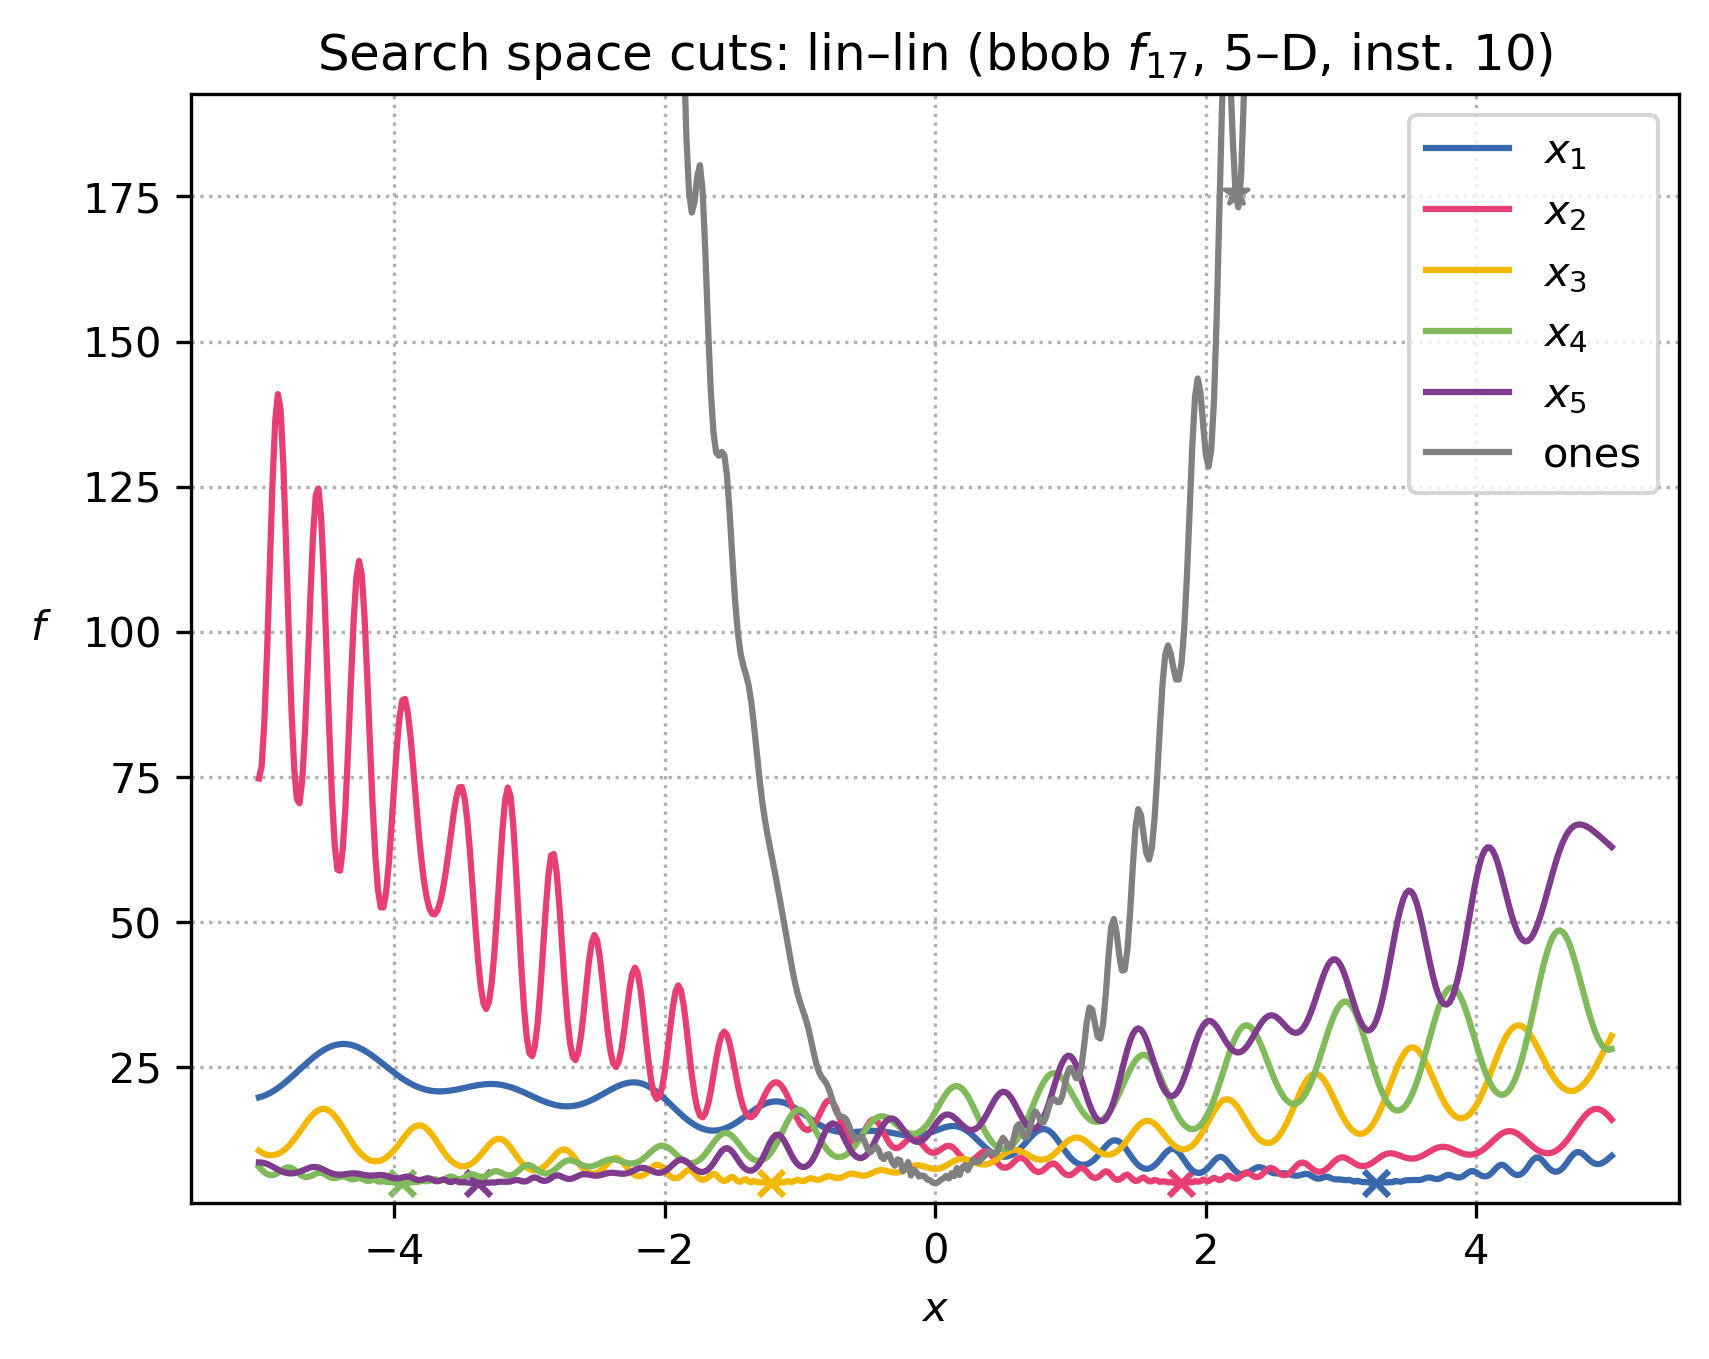 Search space cuts: lin–lin (bbob f₁₇, 5–D, inst. 10)
x₁
x₂
x₃
x₄
x₅
ones
175
150
125
100
75
50
25
f
−4
−2
0
2
4
x